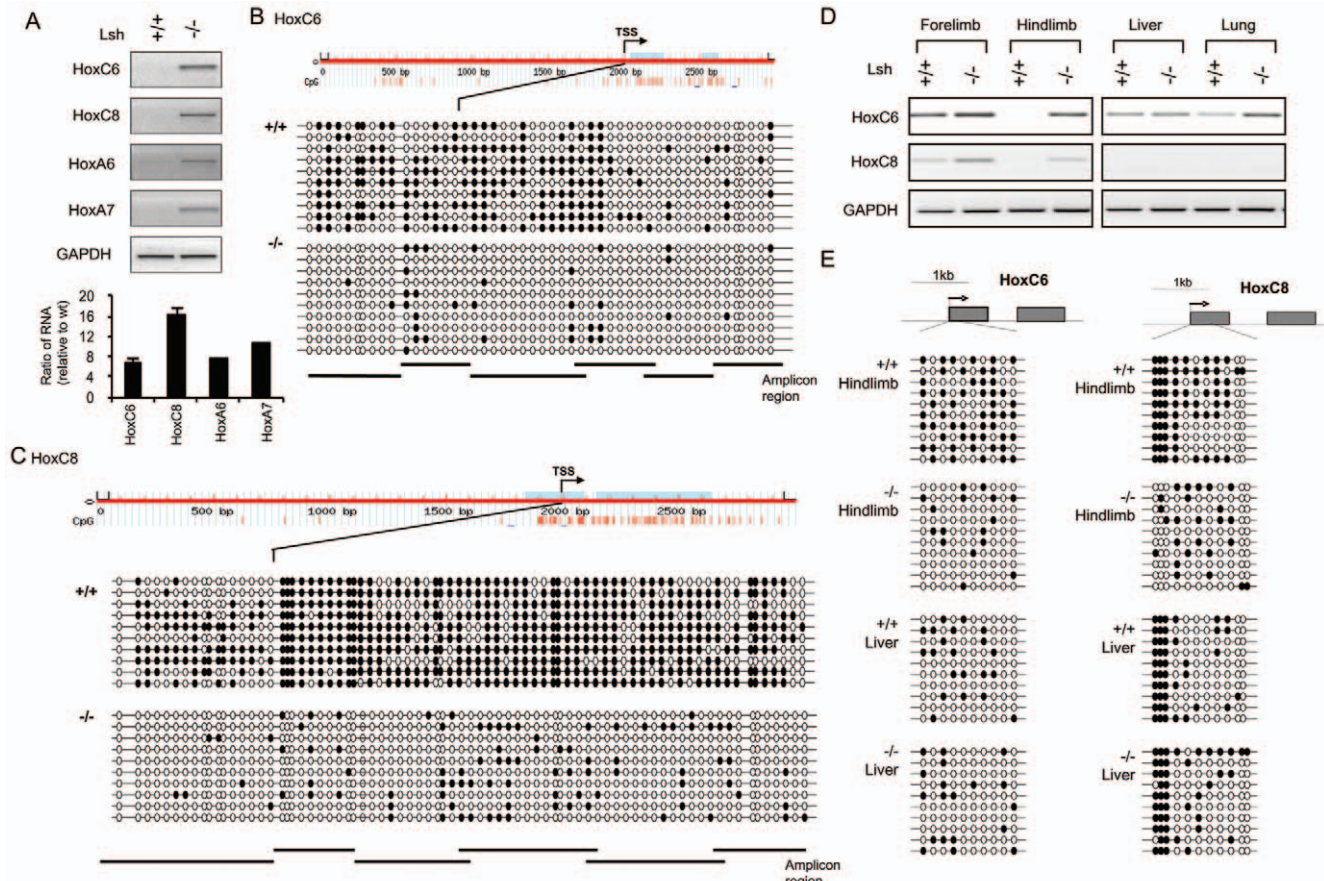 A
Lsh +/+ -/-
HoxC6
HoxC8
HoxA6
HoxA7
GAPDH
Ratio of RNA
(relative to wt)
20
16
12
8
4
0
HoxC6 HoxC8 HoxA6 HoxA7
B HoxC6
TSS
0 500 bp 1000 bp 1500 bp 2000 bp 2500 bp
CpG
+/+
-/-
Amplicon
region
C HoxC8
TSS
0 500 bp 1000 bp 1500 bp 2000 bp 2500 bp
CpG
+/+
-/-
Amplicon
region
D
Forelimb Hindlimb Liver Lung
Lsh +/+ -/- +/+ -/- +/+ -/- +/+ -/-
HoxC6
HoxC8
GAPDH
E
1kb HoxC6
+/+
Hindlimb
-/-
Hindlimb
+/+
Liver
-/-
Liver
1kb HoxC8
+/+
Hindlimb
-/-
Hindlimb
+/+
Liver
-/-
Liver